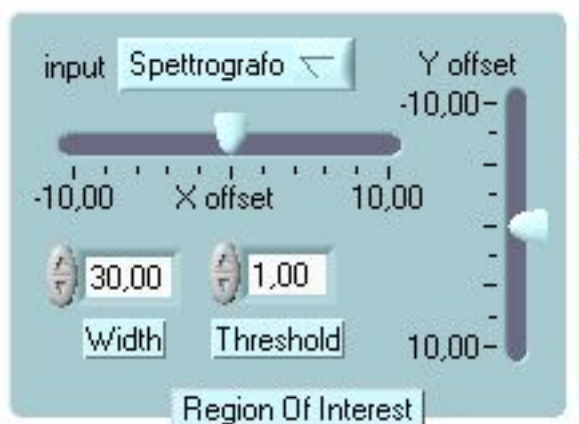 input Spettrografo
Y offset
-10,00
-10,00 X offset 10,00
30,00 1,00
Width Threshold
10,00
Region Of Interest